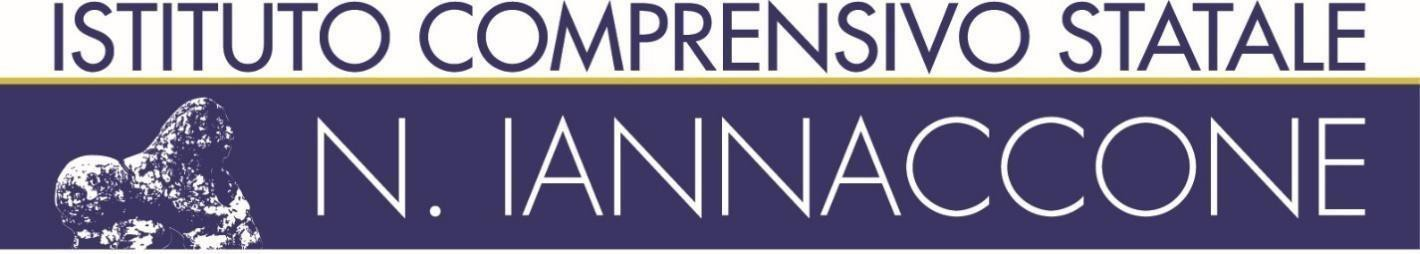 ISTITUTO COMPRENSIVO STATALE
N. IANNACCONE